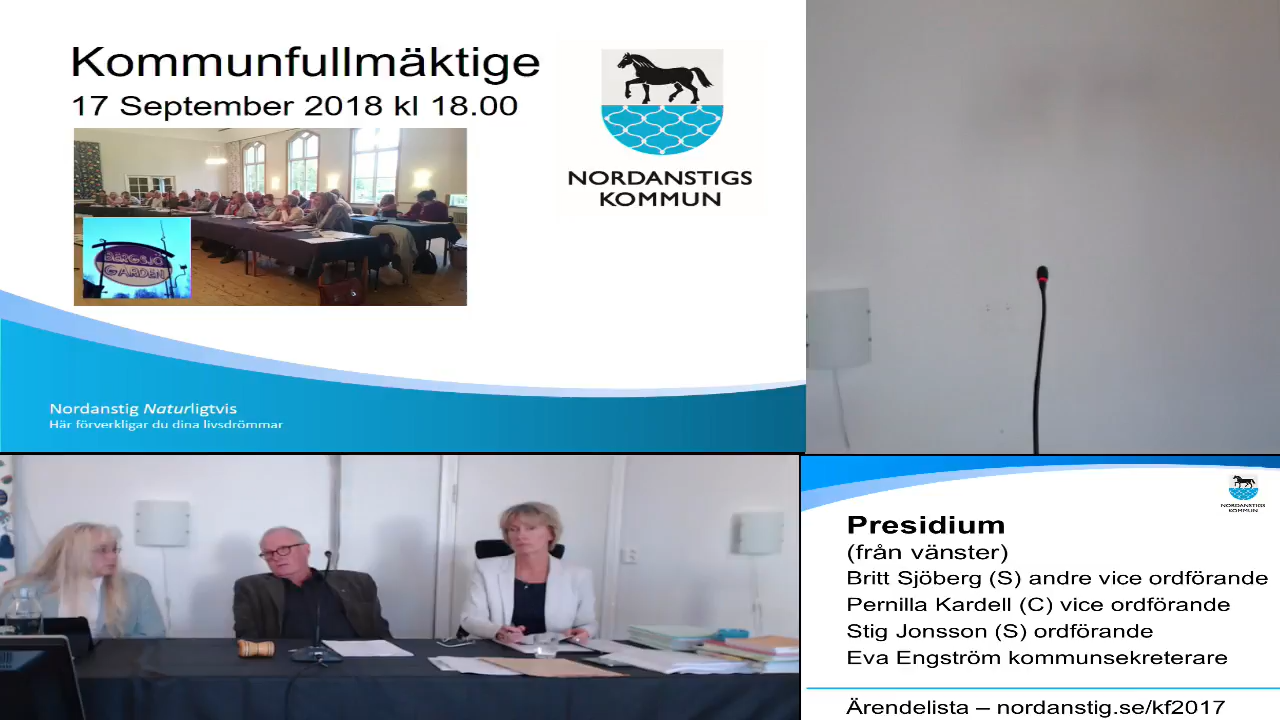 Kommunfullmäktige
17 September 2018 kl 18.00
BERGSJÖ
GÅRDEN
NORDANSTIGS
KOMMUN
Nordanstig Naturligtvis
Här förverkligar du dina livsdrömmar
NORDANSTIGS
KOMMUN
Presidium
(från vänster)
Britt Sjöberg (S) andre vice ordförande
Pernilla Kardell (C) vice ordförande
Stig Jonsson (S) ordförande
Eva Engström kommunsekreterare
Ärendelista – nordanstig.se/kf2017